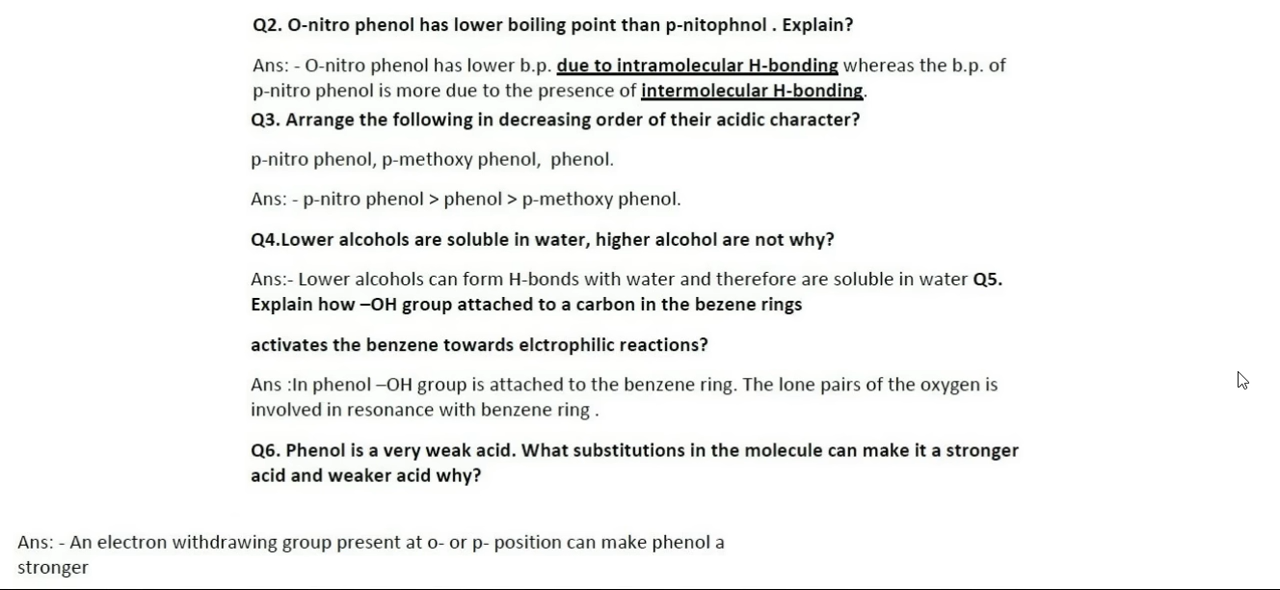 Q2. O-nitro phenol has lower boiling point than p-nitophnol . Explain?
Ans: - O-nitro phenol has lower b.p. due to intramolecular H-bonding whereas the b.p. of
p-nitro phenol is more due to the presence of intermolecular H-bonding.
Q3. Arrange the following in decreasing order of their acidic character?
p-nitro phenol, p-methoxy phenol, phenol.
Ans: - p-nitro phenol > phenol > p-methoxy phenol.
Q4.Lower alcohols are soluble in water, higher alcohol are not why?
Ans:- Lower alcohols can form H-bonds with water and therefore are soluble in water Q5.
Explain how –OH group attached to a carbon in the bezene rings
activates the benzene towards elctrophilic reactions?
Ans :In phenol –OH group is attached to the benzene ring. The lone pairs of the oxygen is
involved in resonance with benzene ring .
Q6. Phenol is a very weak acid. What substitutions in the molecule can make it a stronger
acid and weaker acid why?
Ans: - An electron withdrawing group present at o- or p- position can make phenol a
stronger